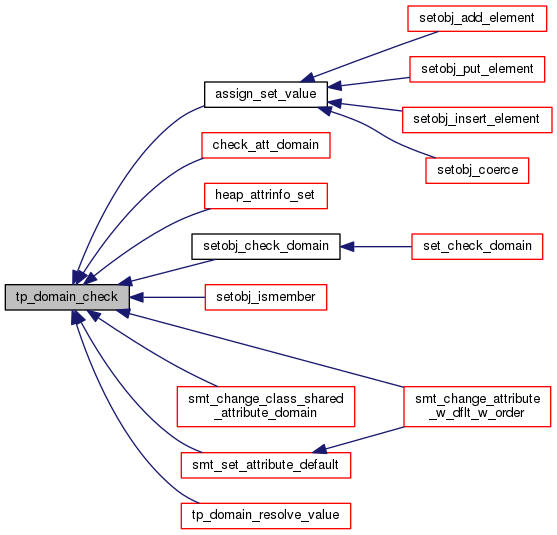 setobj_add_element
setobj_put_element
assign_set_value
setobj_insert_element
check_att_domain
setobj_coerce
heap_attrinfo_set
setobj_check_domain
set_check_domain
tp_domain_check
setobj_ismember
smt_change_class_shared
_attribute_domain
smt_change_attribute
_w_dflt_w_order
smt_set_attribute_default
tp_domain_resolve_value